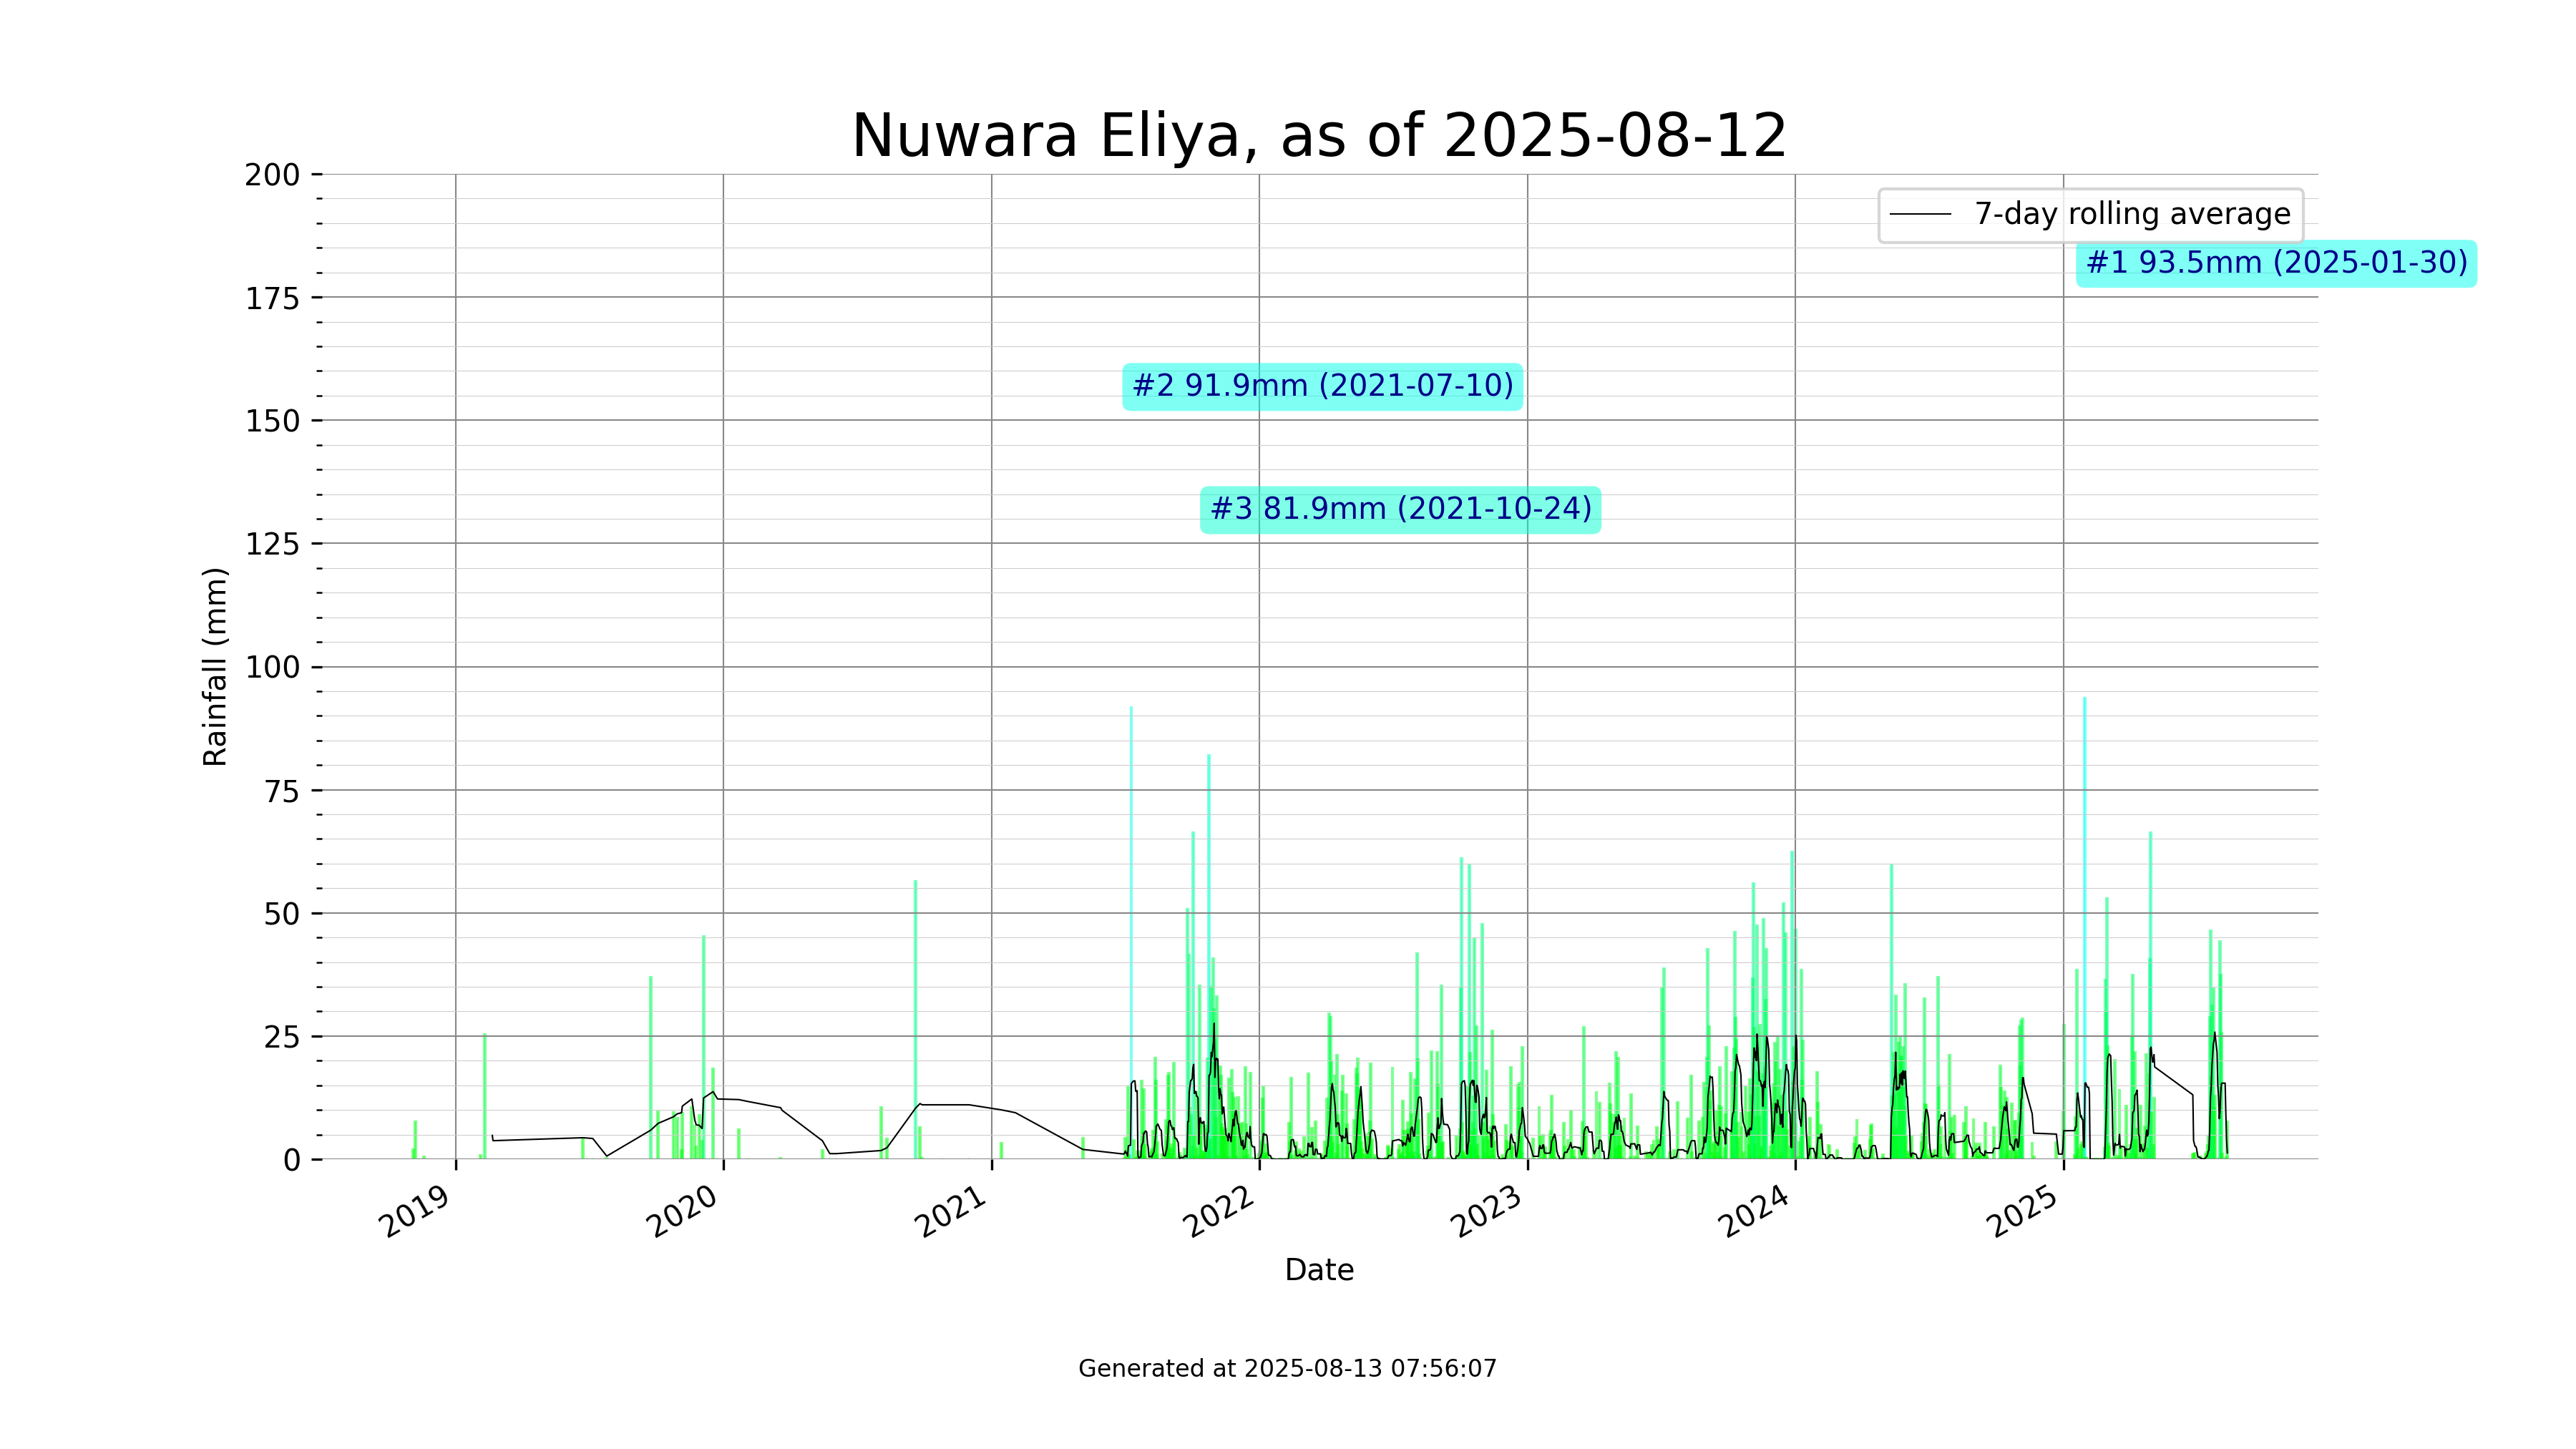 Nuwara Eliya, as of 2025-08-12
200
175
150
125
100
75
50
25
0
Rainfall (mm)
7-day rolling average
#1 93.5mm (2025-01-30)
#2 91.9mm (2021-07-10)
#3 81.9mm (2021-10-24)
2019
2020
2021
2022
2023
2024
2025
Date
Generated at 2025-08-13 07:56:07